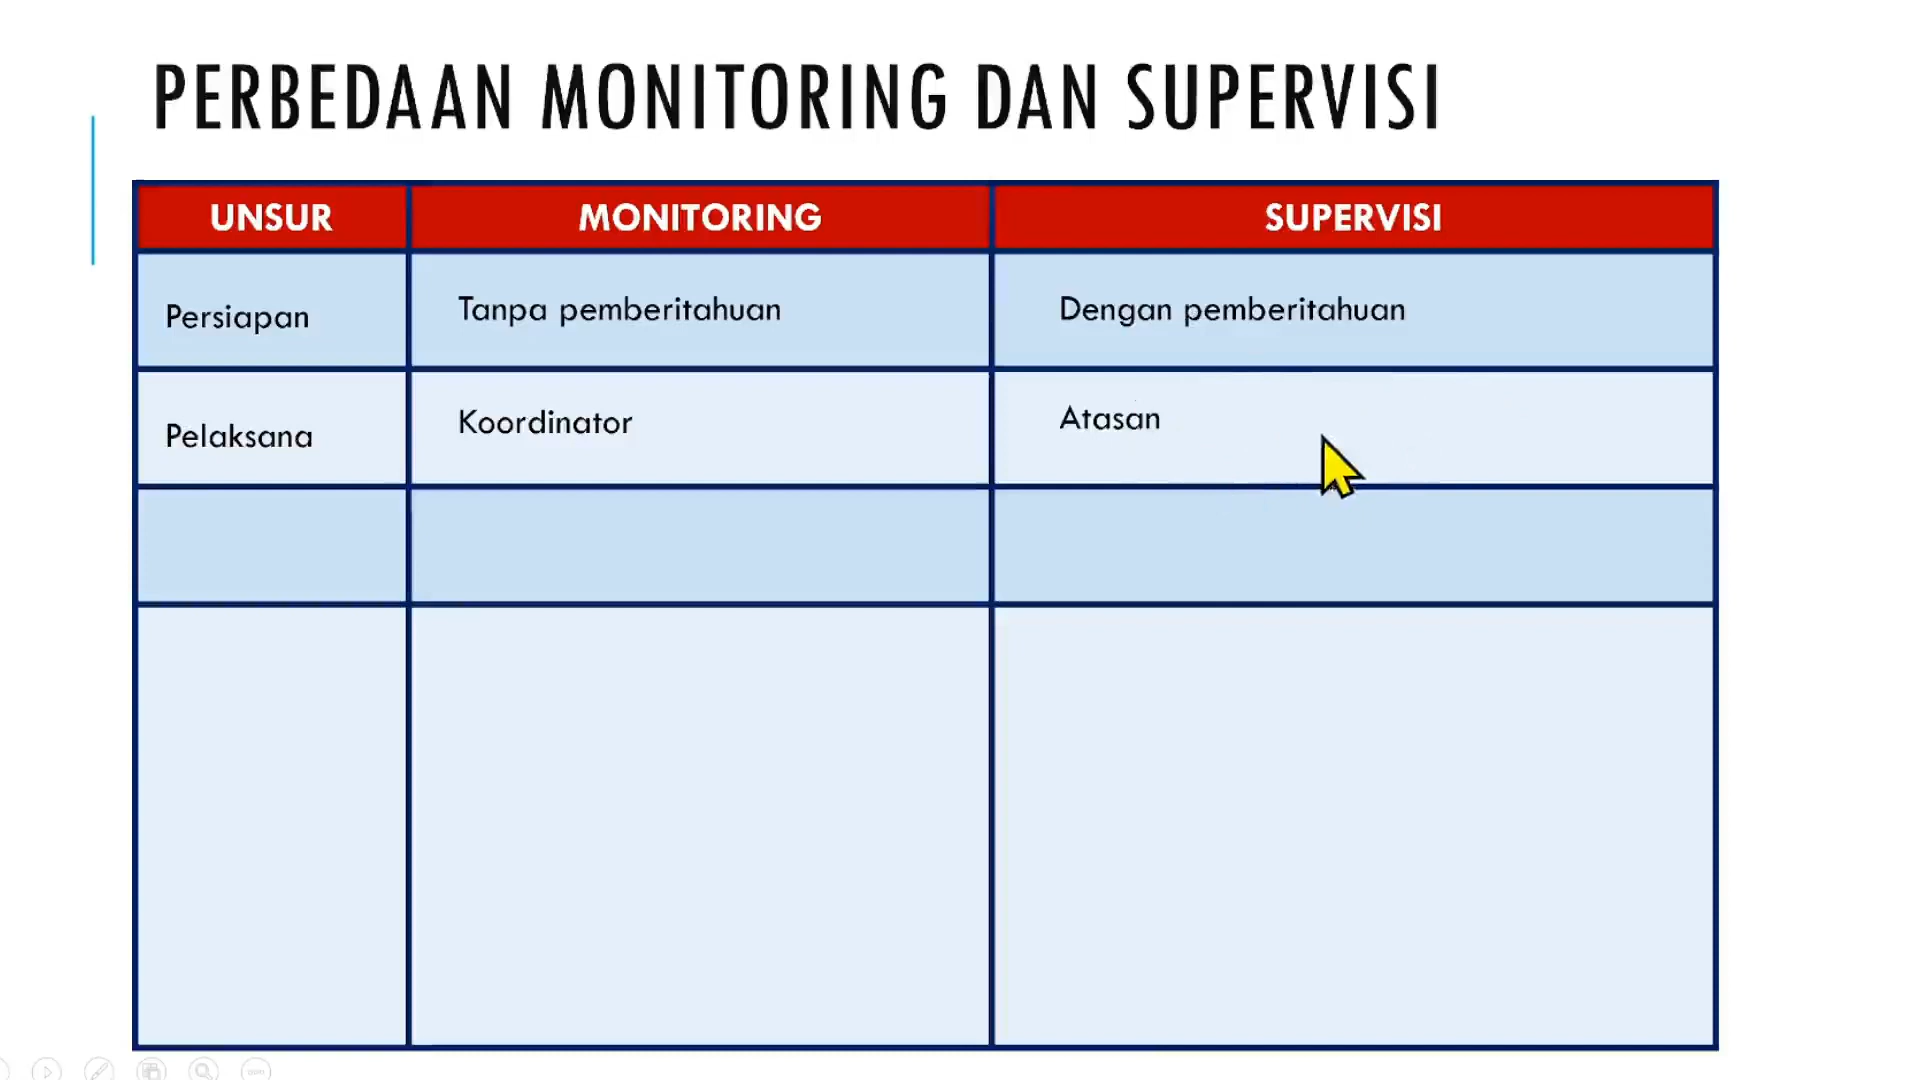 PERBEDAAN MONITORING DAN SUPERVISI
UNSUR MONITORING SUPERVISI
Persiapan Tanpa pemberitahuan Dengan pemberitahuan
Pelaksana Koordinator Atasan